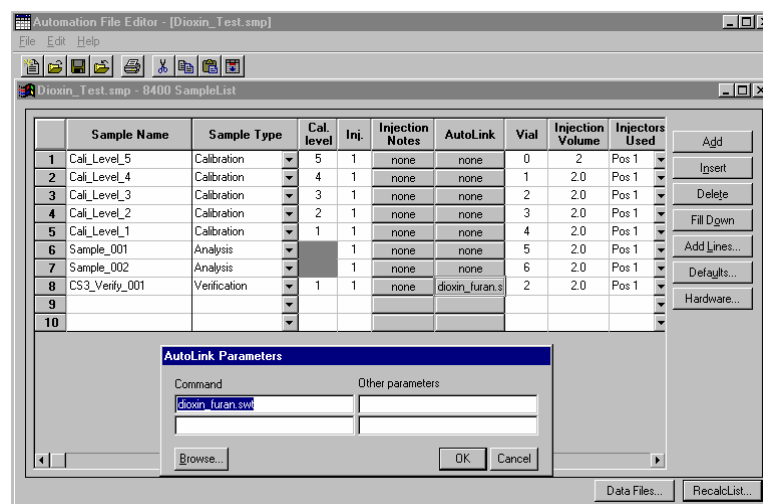 Automation File Editor - [Dioxin_Test.smp]
File Edit Help
Dioxin_Test.smp - 8400 SampleList
Sample Name Sample Type Cal. level Inj. Injection Notes AutoLink Vial Injection Volume Injectors Used
1 Cali_Level_5 Calibration 5 1 none none 0 2 Pos 1
2 Cali_Level_4 Calibration 4 1 none none 1 2.0 Pos 1
3 Cali_Level_3 Calibration 3 1 none none 2 2.0 Pos 1
4 Cali_Level_2 Calibration 2 1 none none 3 2.0 Pos 1
5 Cali_Level_1 Calibration 1 1 none none 4 2.0 Pos 1
6 Sample_001 Analysis 1 none none 5 2.0 Pos 1
7 Sample_002 Analysis 1 none none 6 2.0 Pos 1
8 CS3_Verify_001 Verification 1 1 none dioxin_furan.s 2 2.0 Pos 1
9
10
Add
Insert
Delete
Fill Down
Add Lines...
Defaults...
Hardware...
AutoLink Parameters
Command Other parameters
dioxin_furan.swt
Browse... OK Cancel
Data Files... RecalcList...